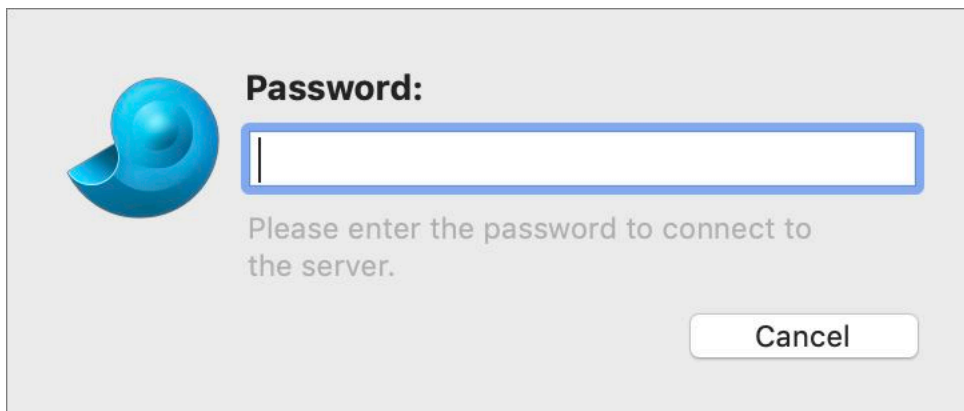 Password:
Please enter the password to connect to
the server.
Cancel